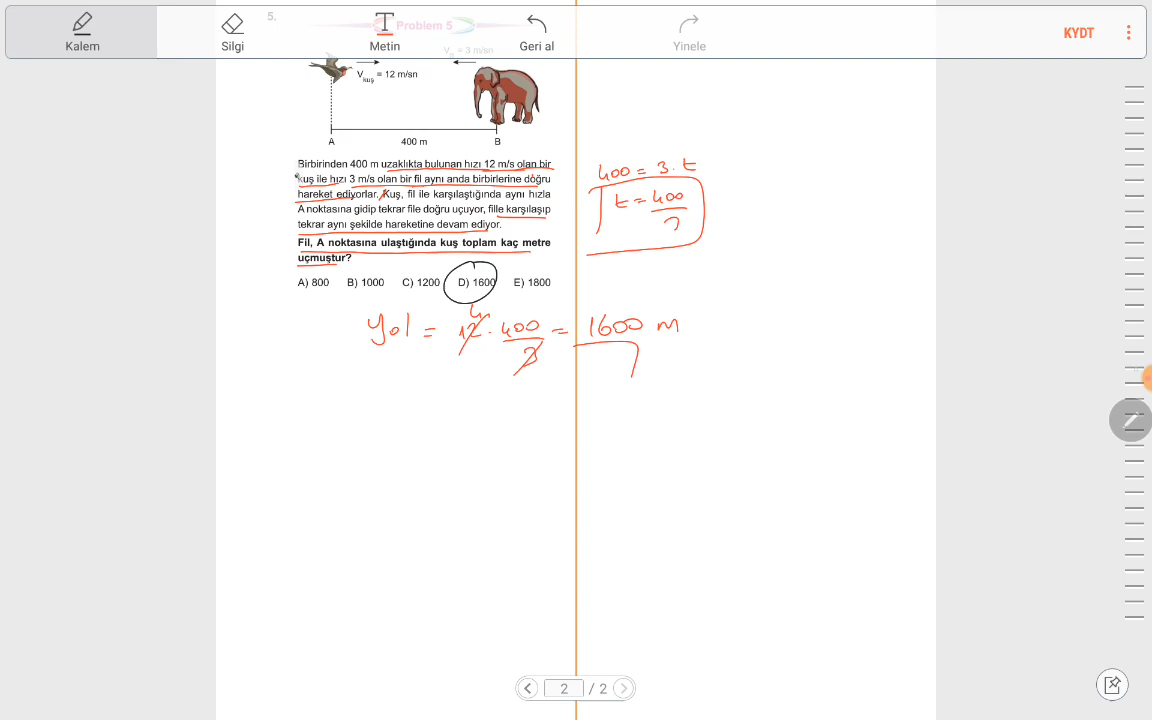 5.
Problem 5
Kalem
Silgi
Metin
Geri al
Yinele
KYDT
V = 3 m/sn
Vkuş = 12 m/sn
A 400 m B
Birbirinden 400 m uzaklıkta bulunan hızı 12 m/s olan bir
kuş ile hızı 3 m/s olan bir fil aynı anda birbirlerine doğru
hareket ediyorlar. Kuş, fil ile karşılaştığında aynı hızla
A noktasına gidip tekrar file doğru uçuyor, fille karşılaşıp
tekrar aynı şekilde hareketine devam ediyor.
Fil, A noktasına ulaştığında kuş toplam kaç metre
uçmuştur?
A) 800 B) 1000 C) 1200 D) 1600 E) 1800
400 = 3. t
t = 400
3
4
Yol = 12 . 400 = 1600 m
3
2 / 2